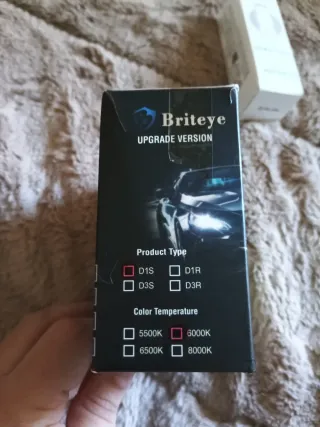 Briteye
UPGRADE VERSION
Product Type
D1S D1R
D3S D3R
Color Temperature
5500K 6000K
6500K 8000K